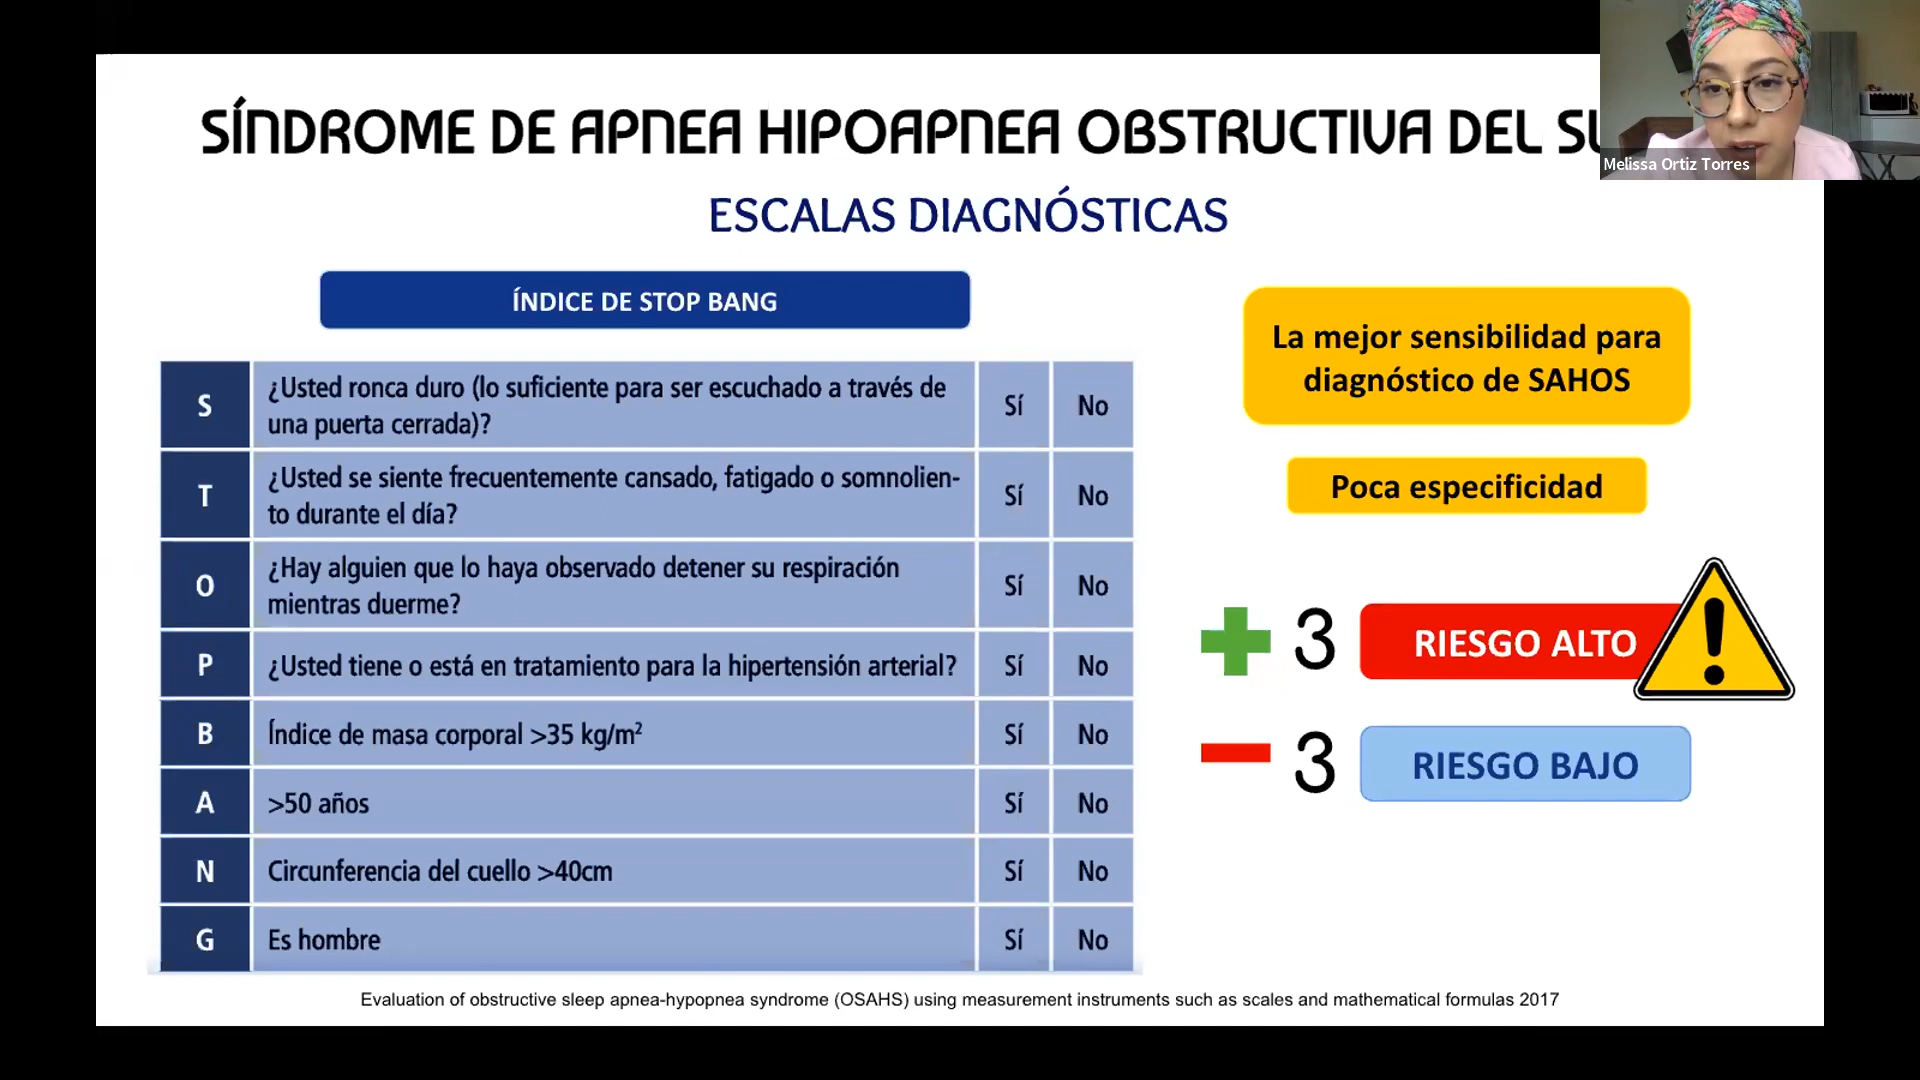 SÍNDROME DE APNEA HIPOAPNEA OBSTRUCTIVA DEL
Melissa Ortiz Torres
ESCALAS DIAGNÓSTICAS
ÍNDICE DE STOP BANG
S ¿Usted ronca duro (lo suficiente para ser escuchado a través de
una puerta cerrada)? Sí No
T ¿Usted se siente frecuentemente cansado, fatigado o somnolien-
to durante el día? Sí No
O ¿Hay alguien que lo haya observado detener su respiración
mientras duerme? Sí No
P ¿Usted tiene o está en tratamiento para la hipertensión arterial? Sí No
B Índice de masa corporal >35 kg/m² Sí No
A >50 años Sí No
N Circunferencia del cuello >40cm Sí No
G Es hombre Sí No
La mejor sensibilidad para
diagnóstico de SAHOS
Poca especificidad
+ 3 RIESGO ALTO
- 3 RIESGO BAJO
Evaluation of obstructive sleep apnea-hypopnea syndrome (OSAHS) using measurement instruments such as scales and mathematical formulas 2017